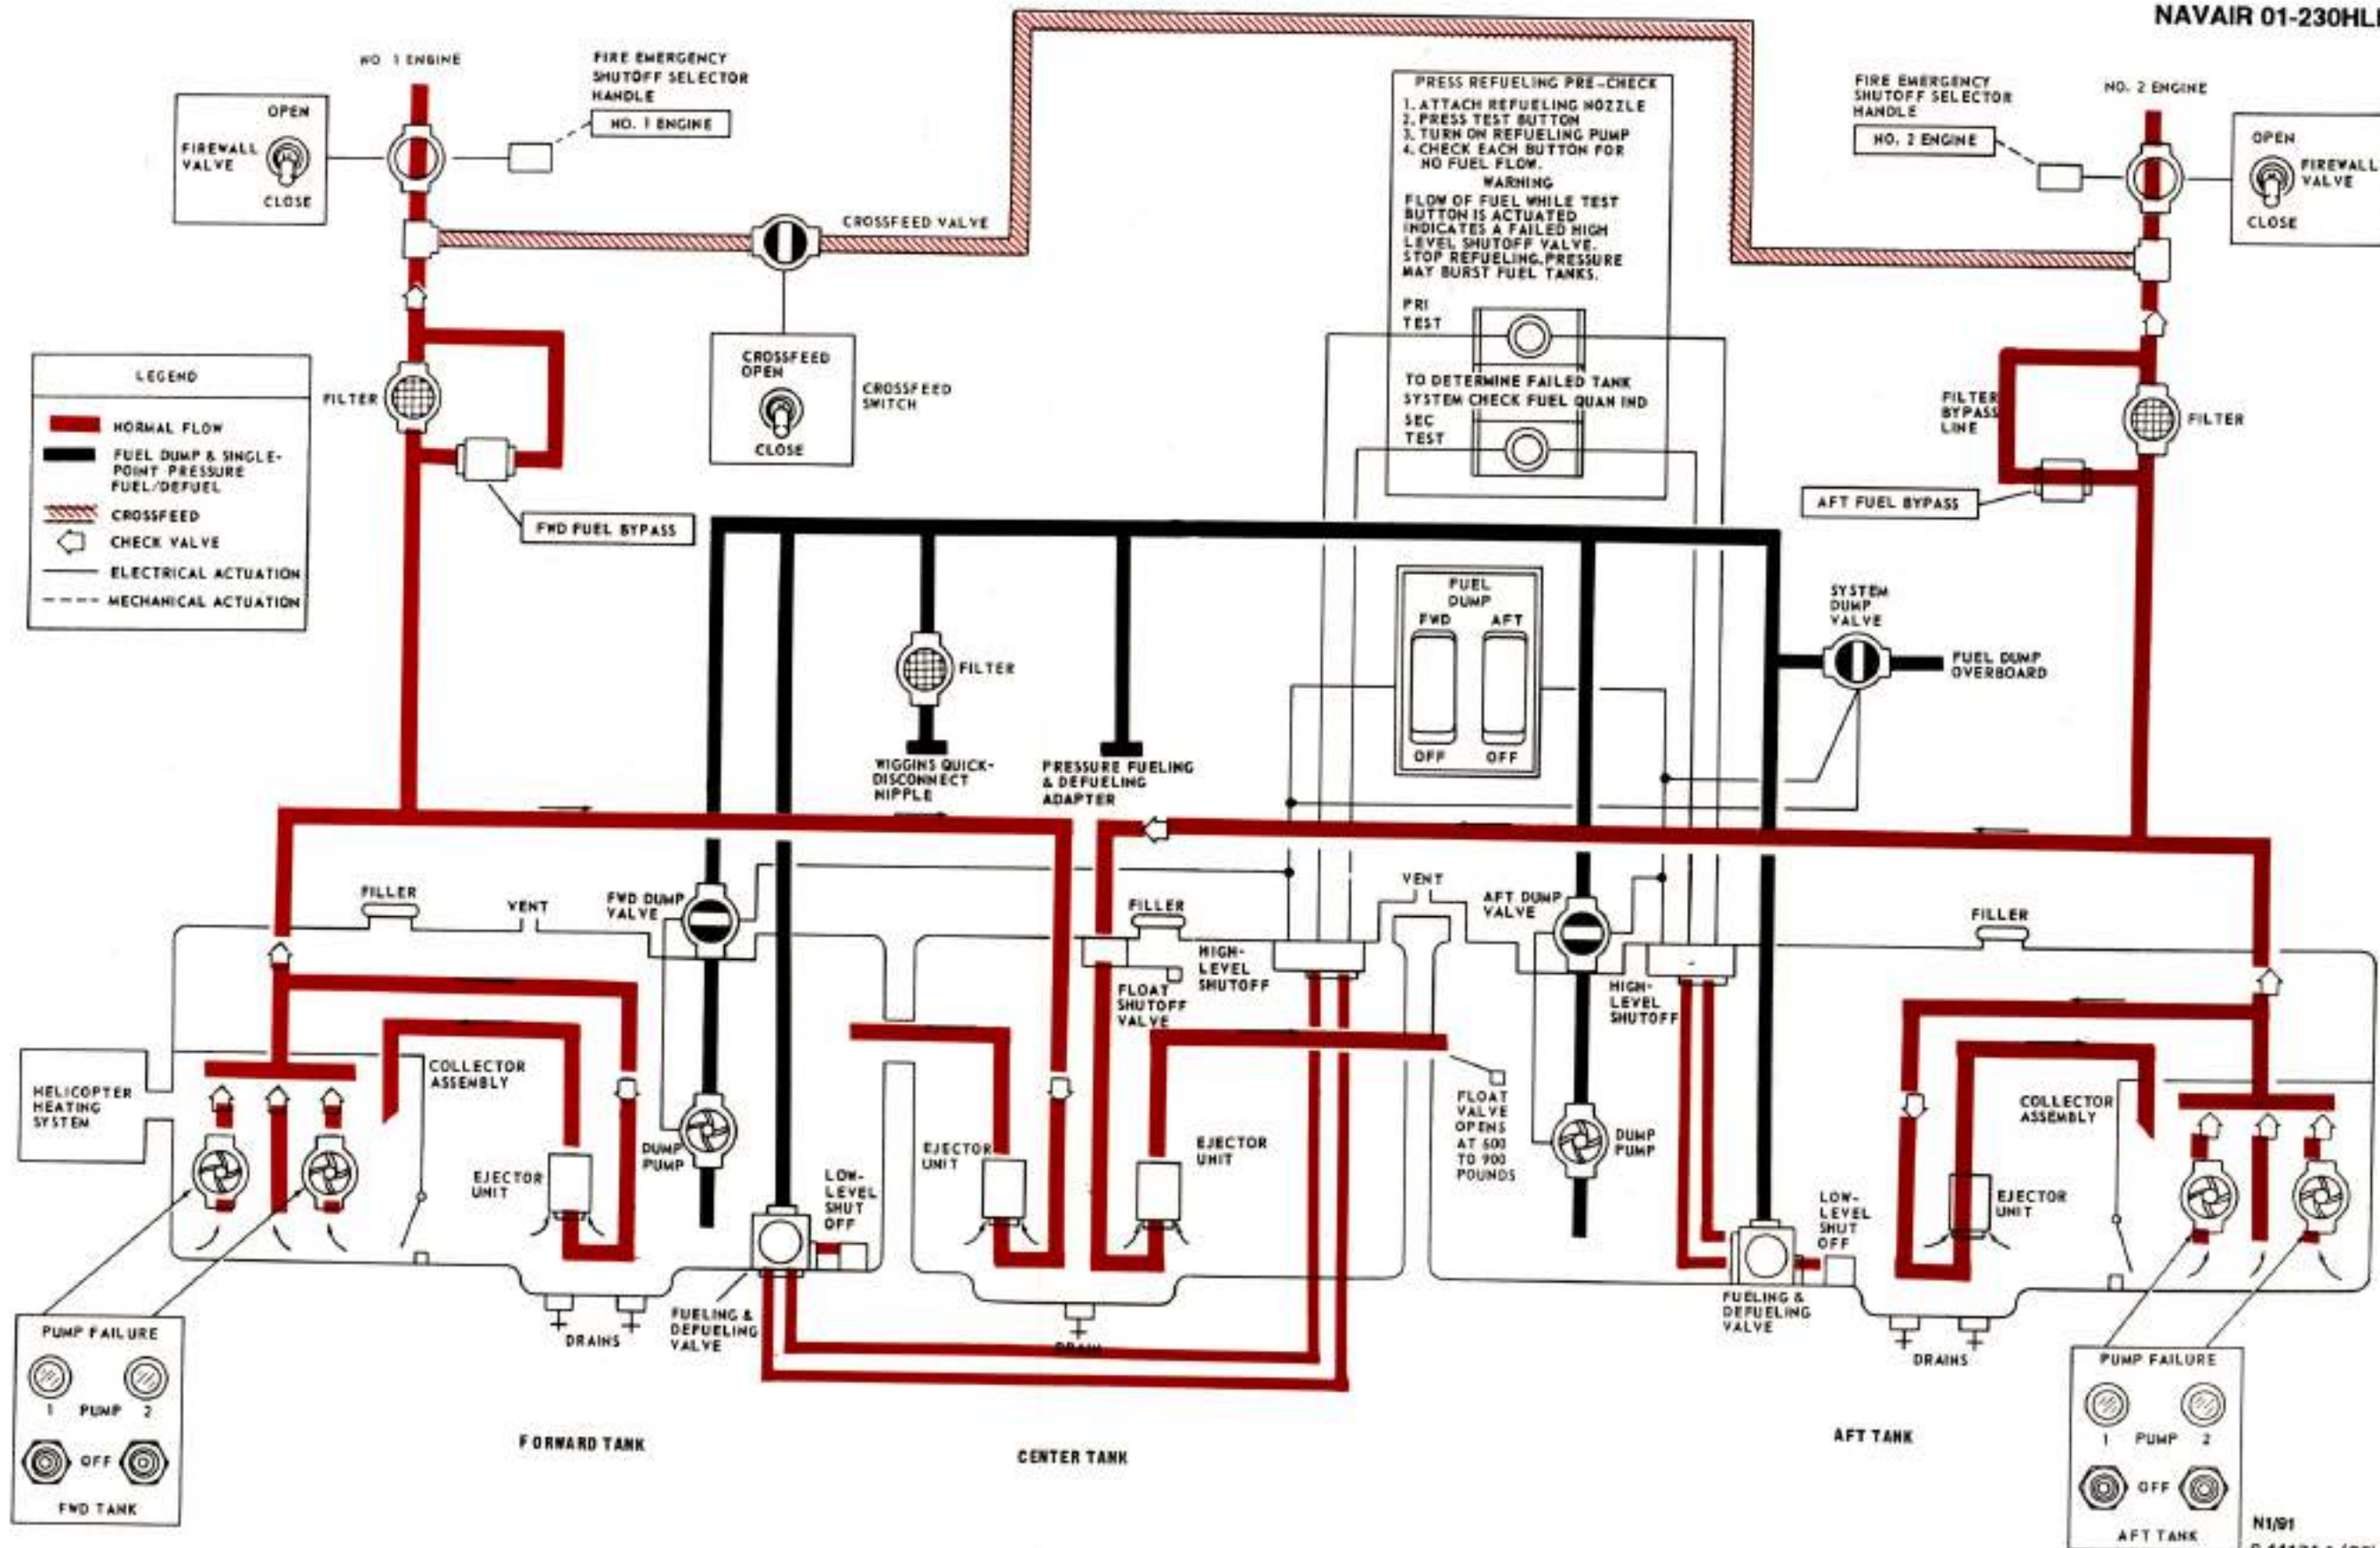 NAVAIR 01-230HL
NO. 1 ENGINE
FIRE EMERGENCY
SHUTOFF SELECTOR
HANDLE
NO. 1 ENGINE
OPEN
FIREWALL
VALVE
CLOSE
CROSSFEED VALVE
PRESS REFUELING PRE-CHECK
1. ATTACH REFUELING NOZZLE
2. PRESS TEST BUTTON
3. TURN ON REFUELING PUMP
4. CHECK EACH BUTTON FOR
NO FUEL FLOW.
WARNING
FLOW OF FUEL WHILE TEST
BUTTON IS ACTUATED
INDICATES A FAILED HIGH
LEVEL SHUTOFF VALVE.
STOP REFUELING. PRESSURE
MAY BURST FUEL TANKS.
PRI
TEST
TO DETERMINE FAILED TANK
SYSTEM CHECK FUEL QUAN IND
SEC
TEST
FIRE EMERGENCY
SHUTOFF SELECTOR
HANDLE
NO. 2 ENGINE
NO. 2 ENGINE
OPEN
FIREWALL
VALVE
CLOSE
LEGEND
NORMAL FLOW
FUEL DUMP & SINGLE-
POINT PRESSURE
FUEL/DEFUEL
CROSSFEED
CHECK VALVE
ELECTRICAL ACTUATION
MECHANICAL ACTUATION
FILTER
FWD FUEL BYPASS
CROSSFEED
OPEN
CLOSE
CROSSFEED
SWITCH
FILTER
BYPASS
LINE
FILTER
AFT FUEL BYPASS
FILTER
WIGGINS QUICK-
DISCONNECT
NIPPLE
PRESSURE FUELING
& DEFUELING
ADAPTER
FUEL
DUMP
FWD AFT
OFF OFF
SYSTEM
DUMP
VALVE
FUEL DUMP
OVERBOARD
FILLER
VENT
FWD DUMP
VALVE
FILLER
HIGH-
LEVEL
SHUTOFF
FLOAT
SHUTOFF
VALVE
VENT
AFT DUMP
VALVE
HIGH-
LEVEL
SHUTOFF
FILLER
HELICOPTER
HEATING
SYSTEM
COLLECTOR
ASSEMBLY
EJECTOR
UNIT
DUMP
PUMP
LOW-
LEVEL
SHUT
OFF
EJECTOR
UNIT
EJECTOR
UNIT
FLOAT
VALVE
OPENS
AT 600
TO 900
POUNDS
DUMP
PUMP
LOW-
LEVEL
SHUT
OFF
EJECTOR
UNIT
COLLECTOR
ASSEMBLY
DRAINS
FUELING &
DEFUELING
VALVE
DRAIN
FUELING &
DEFUELING
VALVE
DRAINS
PUMP FAILURE
1 PUMP 2
OFF
FWD TANK
FORWARD TANK
CENTER TANK
AFT TANK
PUMP FAILURE
1 PUMP 2
OFF
AFT TANK
N1/91